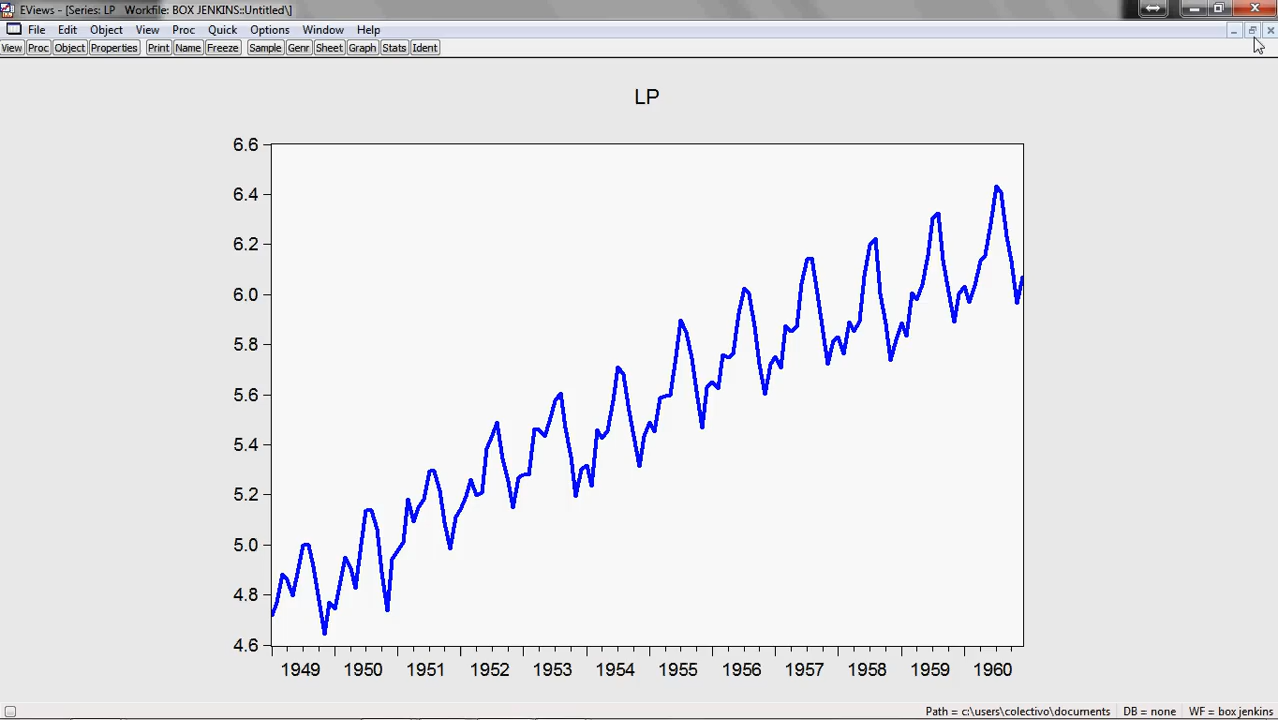 EViews - [Series: LP   Workfile: BOX JENKINS::Untitled\]
File Edit Object View Proc Quick Options Window Help
View Proc Object Properties Print Name Freeze Sample Genr Sheet Graph Stats Ident
LP
6.6
6.4
6.2
6.0
5.8
5.6
5.4
5.2
5.0
4.8
4.6
1949 1950 1951 1952 1953 1954 1955 1956 1957 1958 1959 1960
Path = c:\users\colectivo\documents DB = none WF = box jenkins